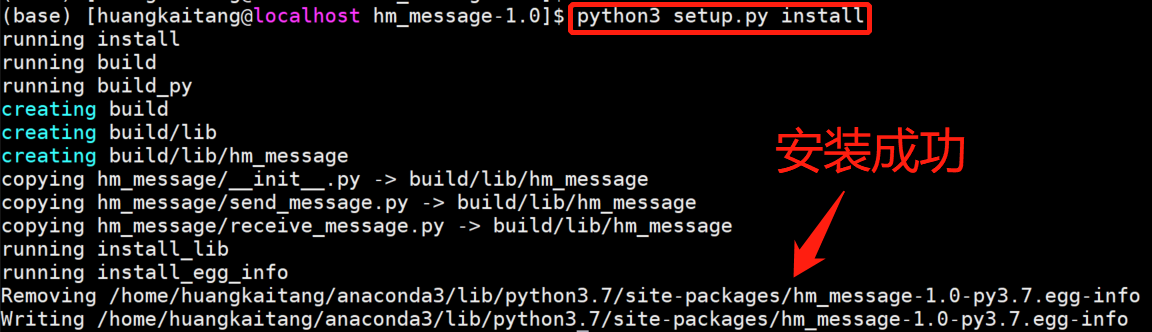 (base) [huangkaitang@localhost hm_message-1.0]$ python3 setup.py install
running install
running build
running build_py
creating build
creating build/lib
creating build/lib/hm_message
安装成功
copying hm_message/__init__.py -> build/lib/hm_message
copying hm_message/send_message.py -> build/lib/hm_message
copying hm_message/receive_message.py -> build/lib/hm_message
running install_lib
running install_egg_info
Removing /home/huangkaitang/anaconda3/lib/python3.7/site-packages/hm_message-1.0-py3.7.egg-info
Writing /home/huangkaitang/anaconda3/lib/python3.7/site-packages/hm_message-1.0-py3.7.egg-info